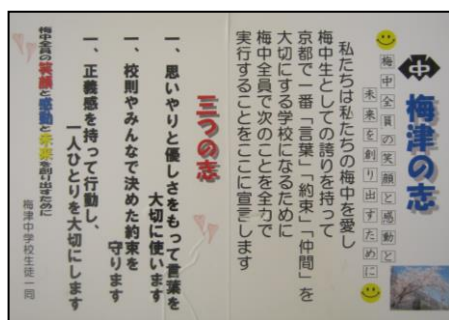 中
梅津の志
梅中全員の笑顔と感動と
未来を創り出すために
私たちは私たちの梅中を愛し
梅中生としての誇りを持って
京都で一番「言葉」「約束」「仲間」を
大切にする学校になるために
梅中全員で次のことを全力で
実行することをここに宣言します
三つの志
一、思いやりと優しさをもって言葉を
大切に使います
一、校則やみんなで決めた約束を
守ります
一、正義感を持って行動し、
一人ひとりを大切にします
梅中全員の笑顔と感動と未来を創り出すために
梅津中学校生徒一同